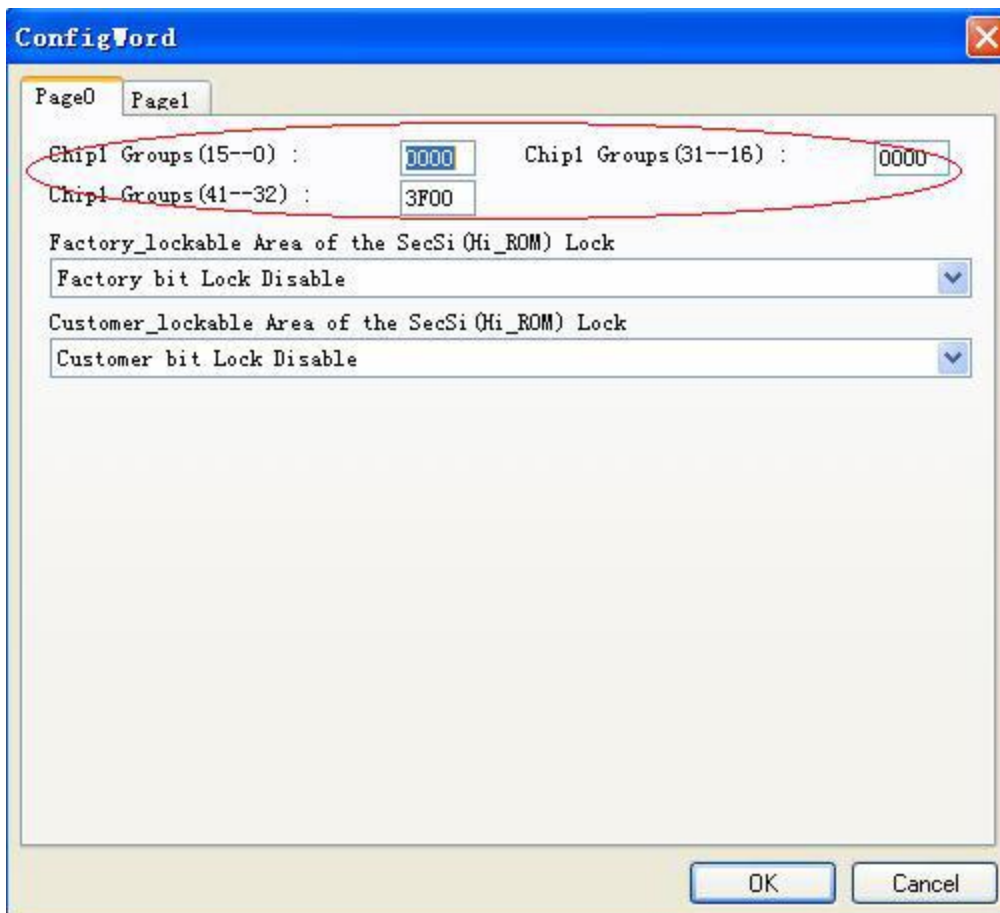 ConfigWord
Page0 Page1
Chip1 Groups(15--0) : 0000 Chip1 Groups(31--16) : 0000
Chip1 Groups(41--32) : 3F00
Factory_lockable Area of the SecSi(Hi_ROM) Lock
Factory bit Lock Disable
Customer_lockable Area of the SecSi(Hi_ROM) Lock
Customer bit Lock Disable
OK Cancel